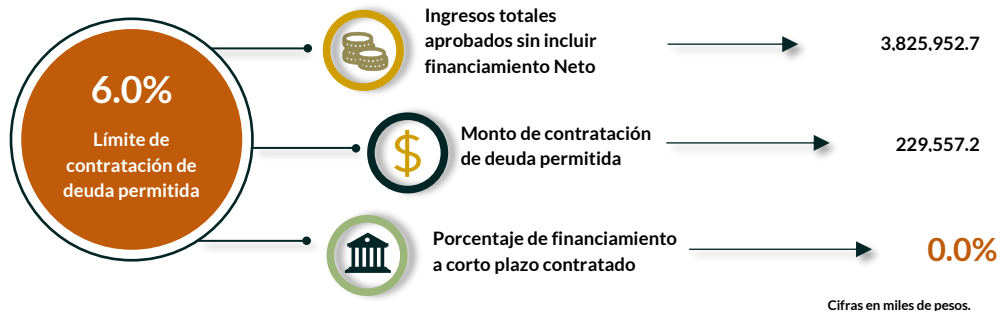 6.0%
Límite de
contratación de
deuda permitida
Ingresos totales
aprobados sin incluir
financiamiento Neto
3,825,952.7
$
Monto de contratación
de deuda permitida
229,557.2
Porcentaje de financiamiento
a corto plazo contratado
0.0%
Cifras en miles de pesos.